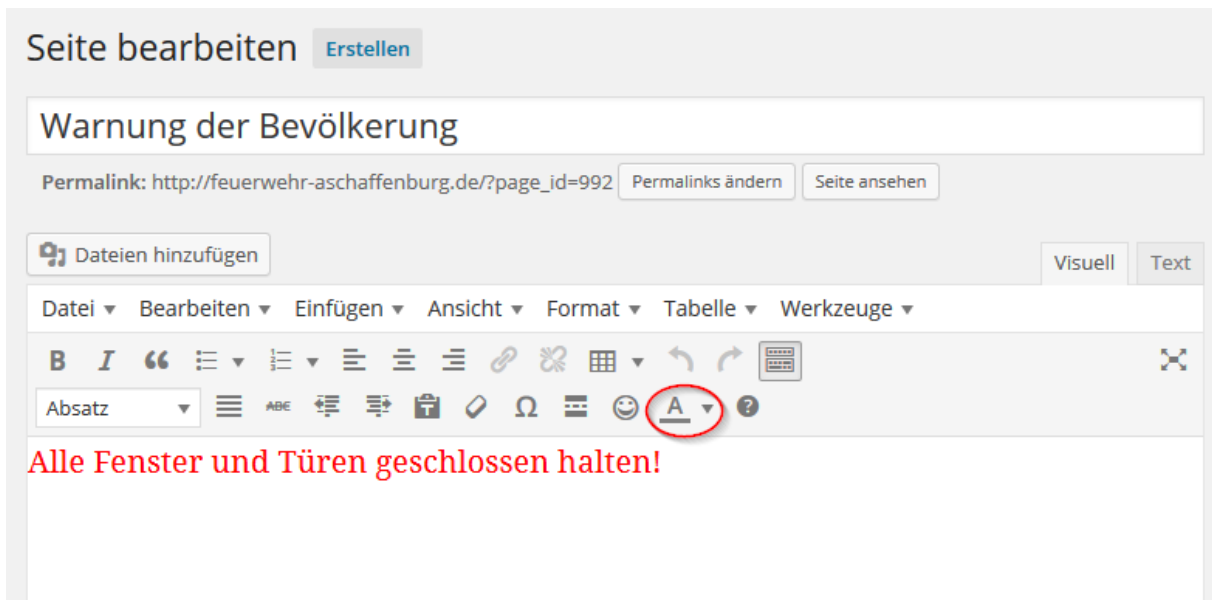 Seite bearbeiten Erstellen
Warnung der Bevölkerung
Permalink: http://feuerwehr-aschaffenburg.de/?page_id=992 Permalinks ändern Seite ansehen
Dateien hinzufügen
Visuell Text
Datei Bearbeiten Einfügen Ansicht Format Tabelle Werkzeuge
B I
Absatz ABE T Ω A ?
Alle Fenster und Türen geschlossen halten!